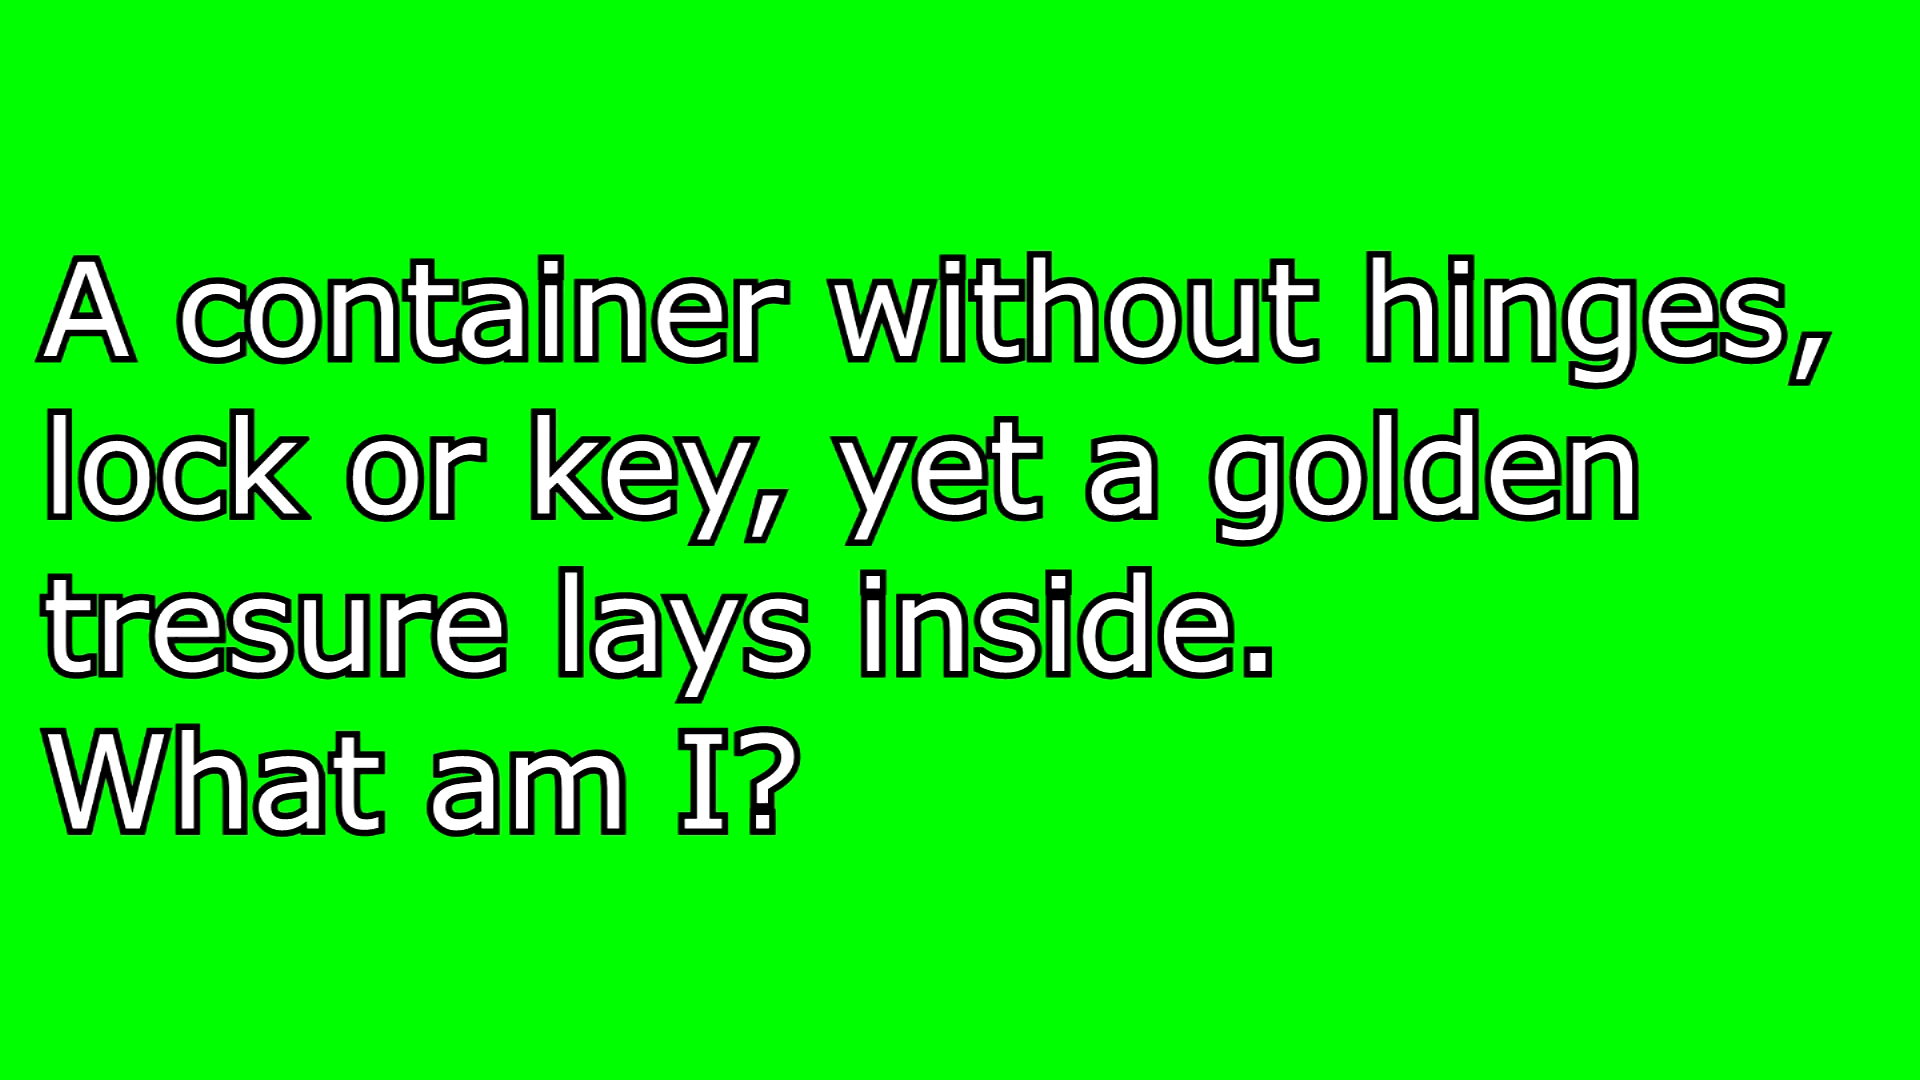 A container without hinges,
lock or key, yet a golden
tresure lays inside.
What am I?